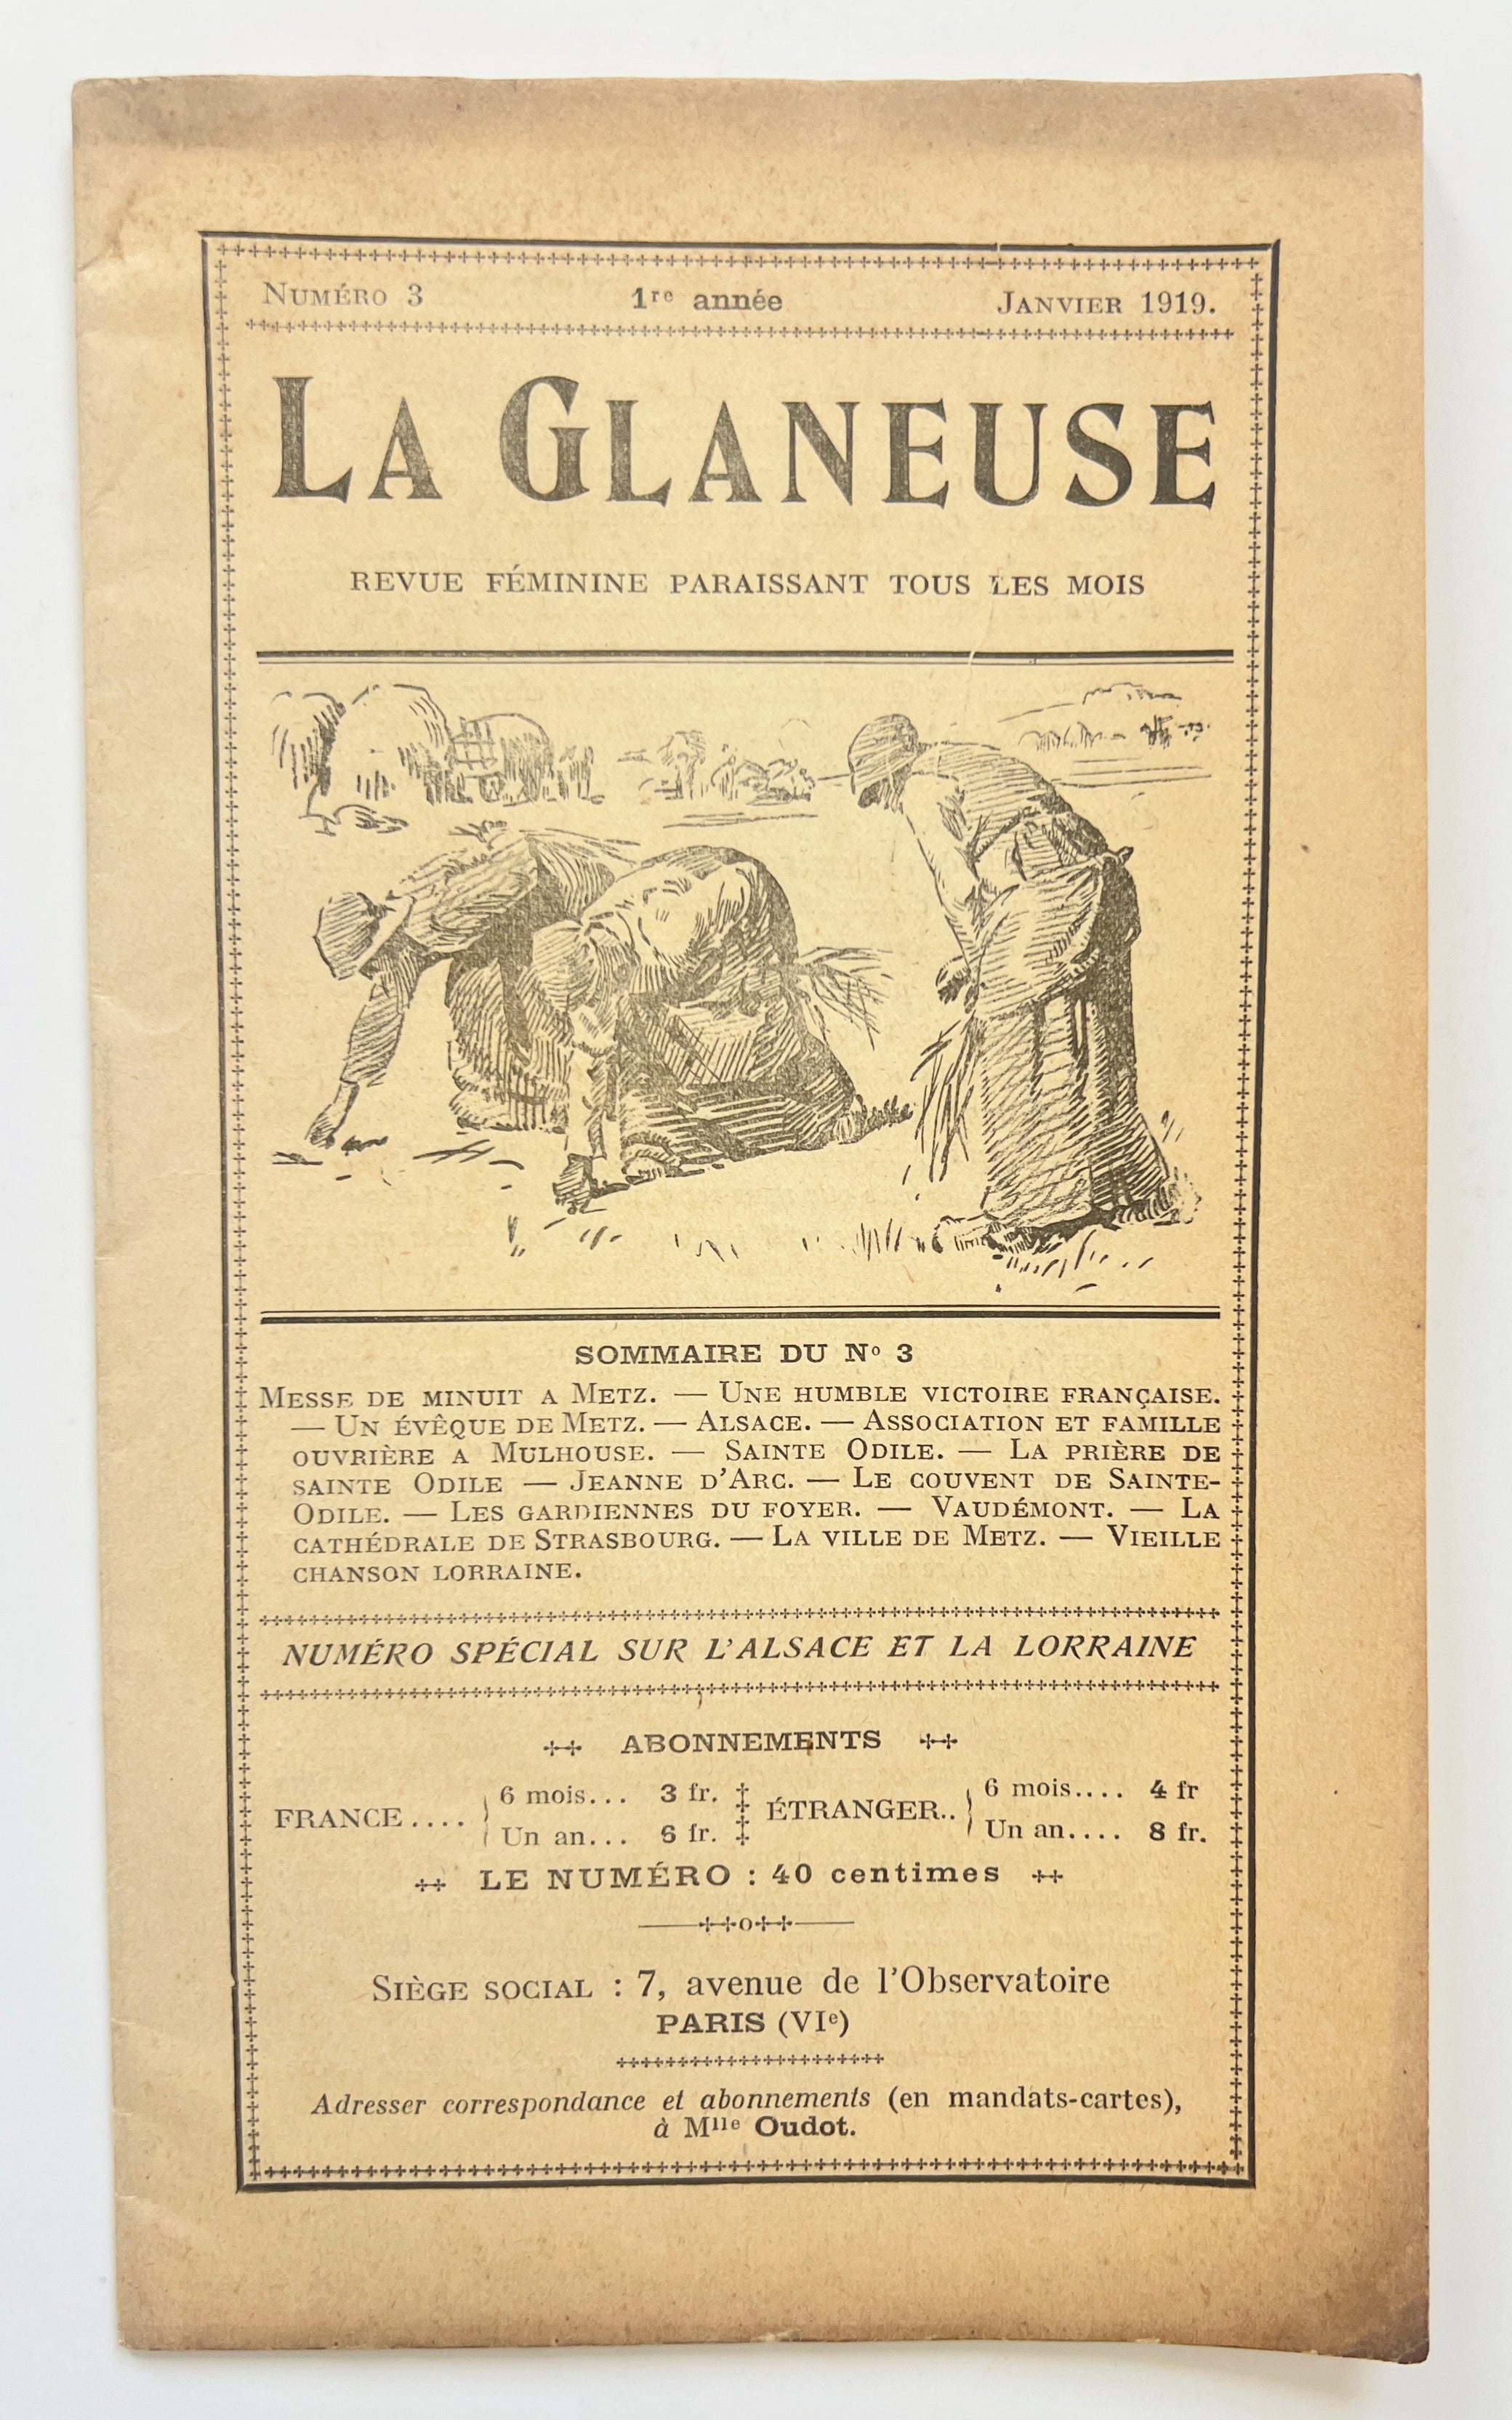 NUMÉRO 3 1re année JANVIER 1919.
LA GLANEUSE
REVUE FÉMININE PARAISSANT TOUS LES MOIS
SOMMAIRE DU No 3
MESSE DE MINUIT A METZ. — UNE HUMBLE VICTOIRE FRANÇAISE.
— UN ÉVÊQUE DE METZ. — ALSACE. — ASSOCIATION ET FAMILLE
OUVRIÈRE A MULHOUSE. — SAINTE ODILE. — LA PRIÈRE DE
SAINTE ODILE — JEANNE D'ARC. — LE COUVENT DE SAINTE-
ODILE. — LES GARDIENNES DU FOYER. — VAUDÉMONT. — LA
CATHÉDRALE DE STRASBOURG. — LA VILLE DE METZ. — VIEILLE
CHANSON LORRAINE.
NUMÉRO SPÉCIAL SUR L'ALSACE ET LA LORRAINE
ABONNEMENTS
FRANCE.... 6 mois... 3 fr. ÉTRANGER.. 6 mois.... 4 fr
Un an... 6 fr. Un an.... 8 fr.
LE NUMÉRO : 40 centimes
SIÈGE SOCIAL : 7, avenue de l'Observatoire
PARIS (VIe)
Adresser correspondance et abonnements (en mandats-cartes),
à Mlle Oudot.